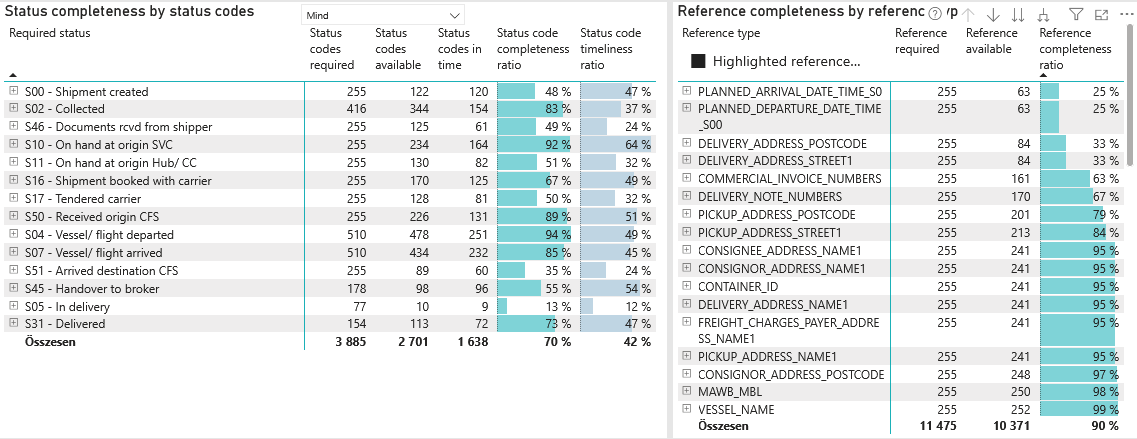 Status completeness by status codes
Mind
Required status Status codes required Status codes available Status codes in time Status code completeness ratio Status code timeliness ratio
S00 - Shipment created 255 122 120 48 % 47 %
S02 - Collected 416 344 154 83 % 37 %
S46 - Documents rcvd from shipper 255 125 61 49 % 24 %
S10 - On hand at origin SVC 255 234 164 92 % 64 %
S11 - On hand at origin Hub/ CC 255 130 82 51 % 32 %
S16 - Shipment booked with carrier 255 170 125 67 % 49 %
S17 - Tendered carrier 255 128 81 50 % 32 %
S50 - Received origin CFS 255 226 131 89 % 51 %
S04 - Vessel/ flight departed 510 478 251 94 % 49 %
S07 - Vessel/ flight arrived 510 434 232 85 % 45 %
S51 - Arrived destination CFS 255 89 60 35 % 24 %
S45 - Handover to broker 178 98 96 55 % 54 %
S05 - In delivery 77 10 9 13 % 12 %
S31 - Delivered 154 113 72 73 % 47 %
Összesen 3 885 2 701 1 638 70 % 42 %
Reference completeness by referenc yp
Reference type Reference required Reference available Reference completeness ratio
Highlighted reference...
PLANNED_ARRIVAL_DATE_TIME_S0 255 63 25 %
PLANNED_DEPARTURE_DATE_TIME 255 63 25 %
_S00
DELIVERY_ADDRESS_POSTCODE 255 84 33 %
DELIVERY_ADDRESS_STREET1 255 84 33 %
COMMERCIAL_INVOICE_NUMBERS 255 161 63 %
DELIVERY_NOTE_NUMBERS 255 170 67 %
PICKUP_ADDRESS_POSTCODE 255 201 79 %
PICKUP_ADDRESS_STREET1 255 213 84 %
CONSIGNEE_ADDRESS_NAME1 255 241 95 %
CONSIGNOR_ADDRESS_NAME1 255 241 95 %
CONTAINER_ID 255 241 95 %
DELIVERY_ADDRESS_NAME1 255 241 95 %
FREIGHT_CHARGES_PAYER_ADDRE 255 241 95 %
SS_NAME1
PICKUP_ADDRESS_NAME1 255 241 95 %
CONSIGNOR_ADDRESS_POSTCODE 255 248 97 %
MAWB_MBL 255 250 98 %
VESSEL_NAME 255 252 99 %
Összesen 11 475 10 371 90 %